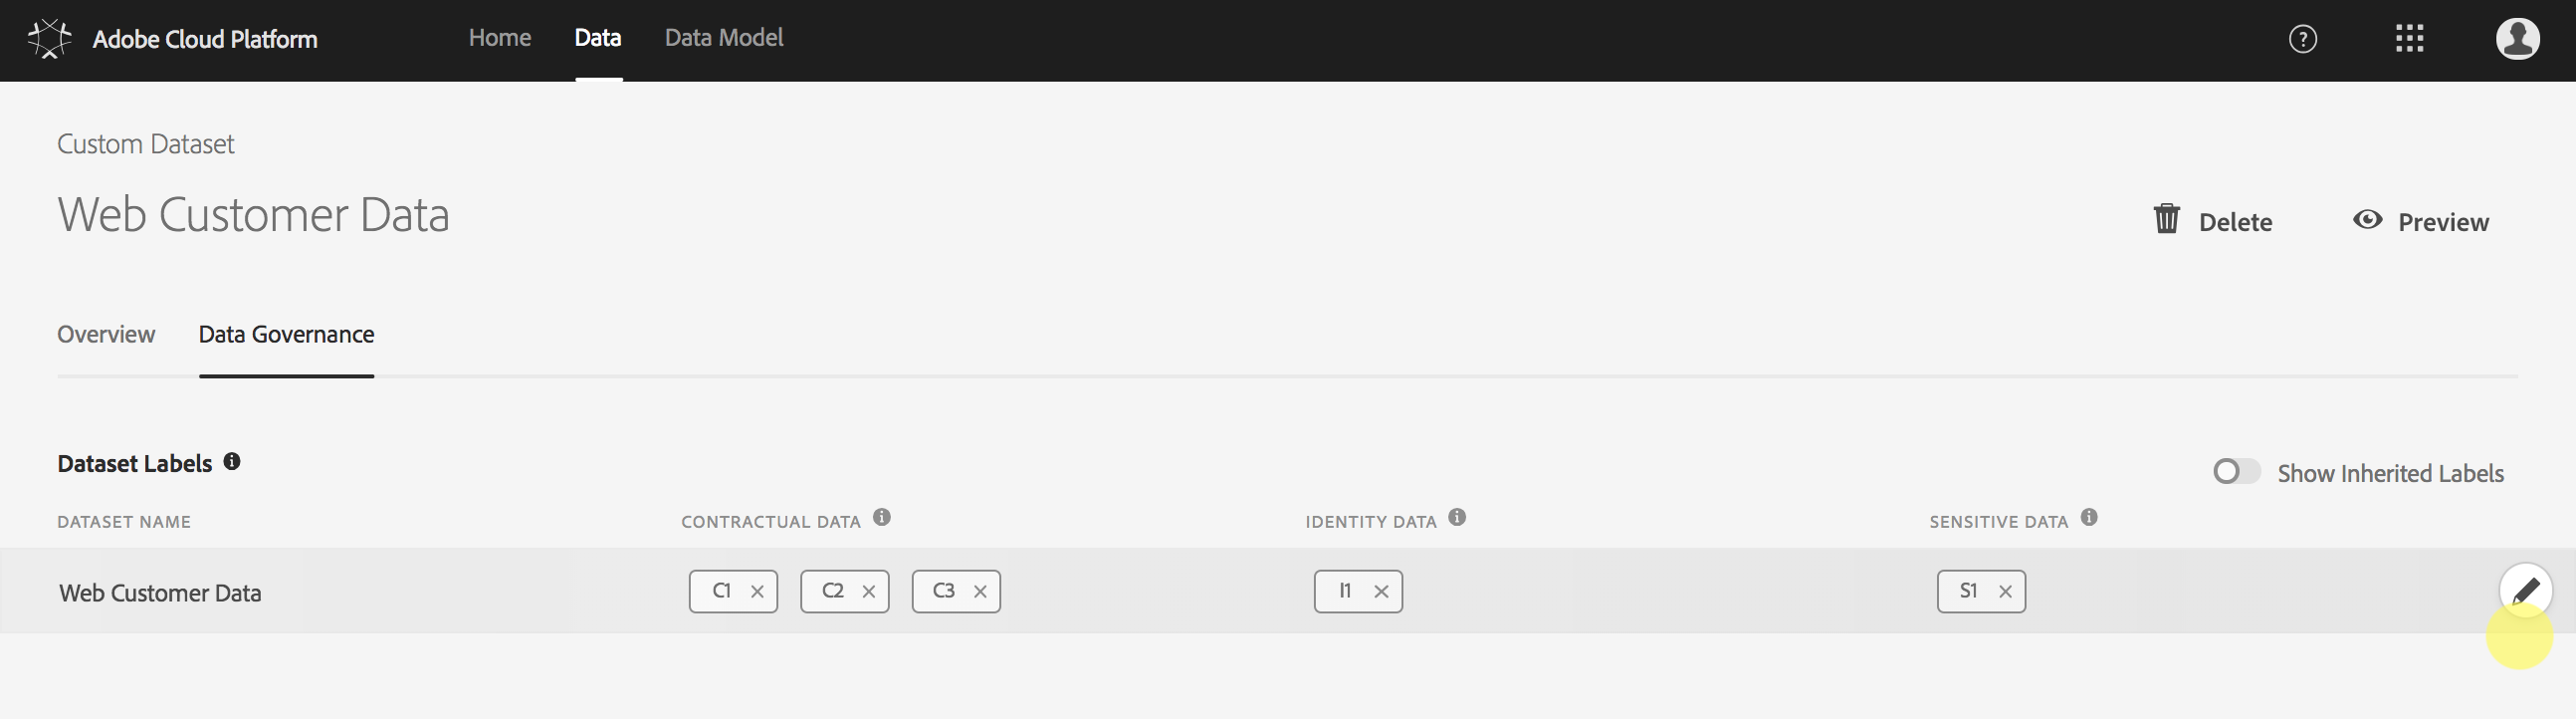 Adobe Cloud Platform Home Data Data Model
Custom Dataset
Web Customer Data
Delete Preview
Overview Data Governance
Dataset Labels
Show Inherited Labels
DATASET NAME CONTRACTUAL DATA IDENTITY DATA SENSITIVE DATA
Web Customer Data C1 C2 C3 I1 S1